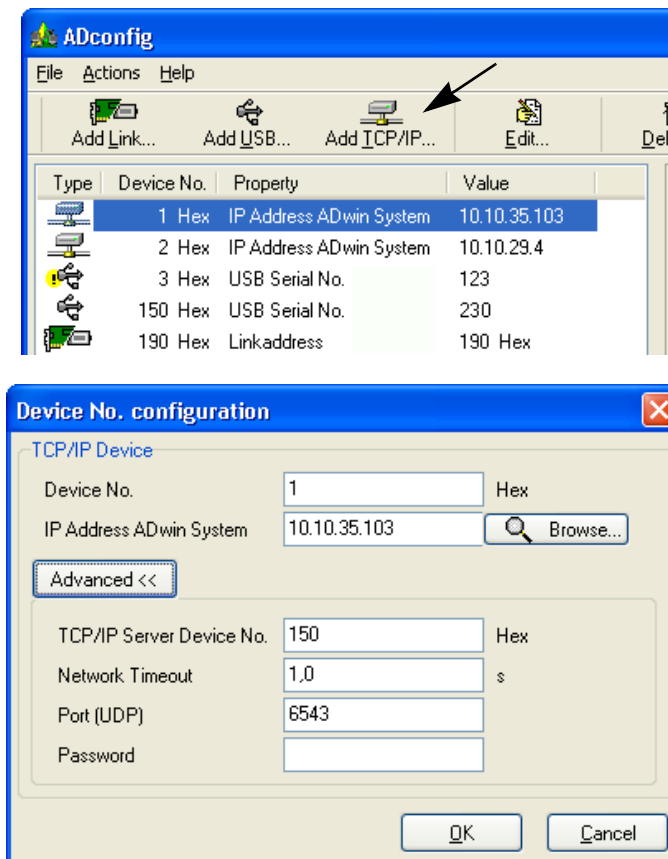 ADconfig
File Actions Help
Add Link... Add USB... Add TCP/IP... Edit...
Type Device No. Property Value
1 Hex IP Address ADwin System 10.10.35.103
2 Hex IP Address ADwin System 10.10.29.4
3 Hex USB Serial No. 123
150 Hex USB Serial No. 230
190 Hex Linkaddress 190 Hex
Device No. configuration
TCP/IP Device
Device No. 1 Hex
IP Address ADwin System 10.10.35.103 Browse...
Advanced <<
TCP/IP Server Device No. 150 Hex
Network Timeout 1,0 s
Port (UDP) 6543
Password
OK Cancel